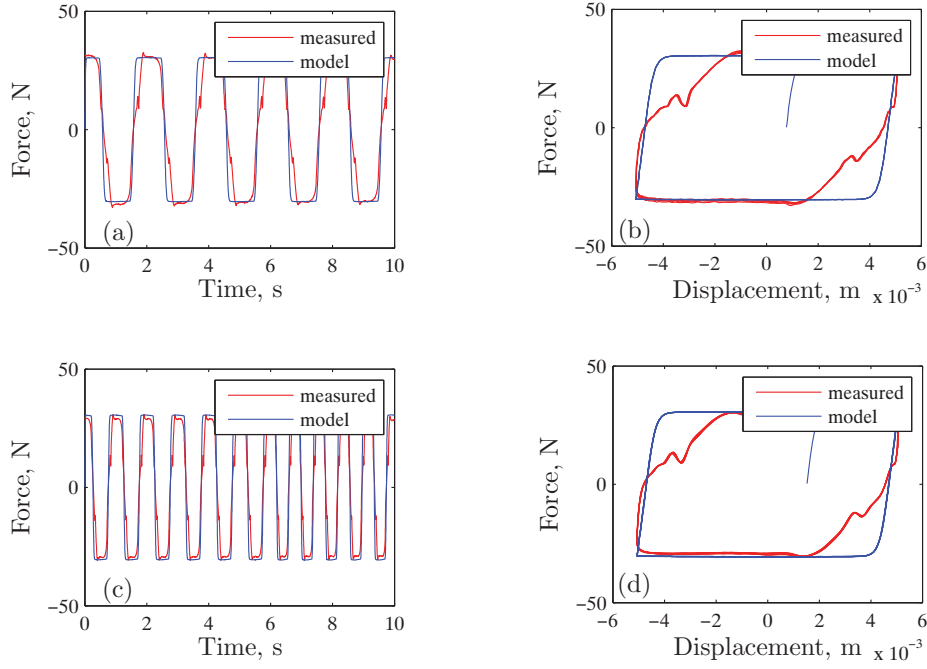 50
measured
model
Force, N
0
(a)
−50
0 2 4 6 8 10
Time, s
50
measured
model
Force, N
0
(b)
−50
−6 −4 −2 0 2 4 6
Displacement, m x 10⁻³
50
measured
model
Force, N
0
(c)
−50
0 2 4 6 8 10
Time, s
50
measured
model
Force, N
0
(d)
−50
−6 −4 −2 0 2 4 6
Displacement, m x 10⁻³